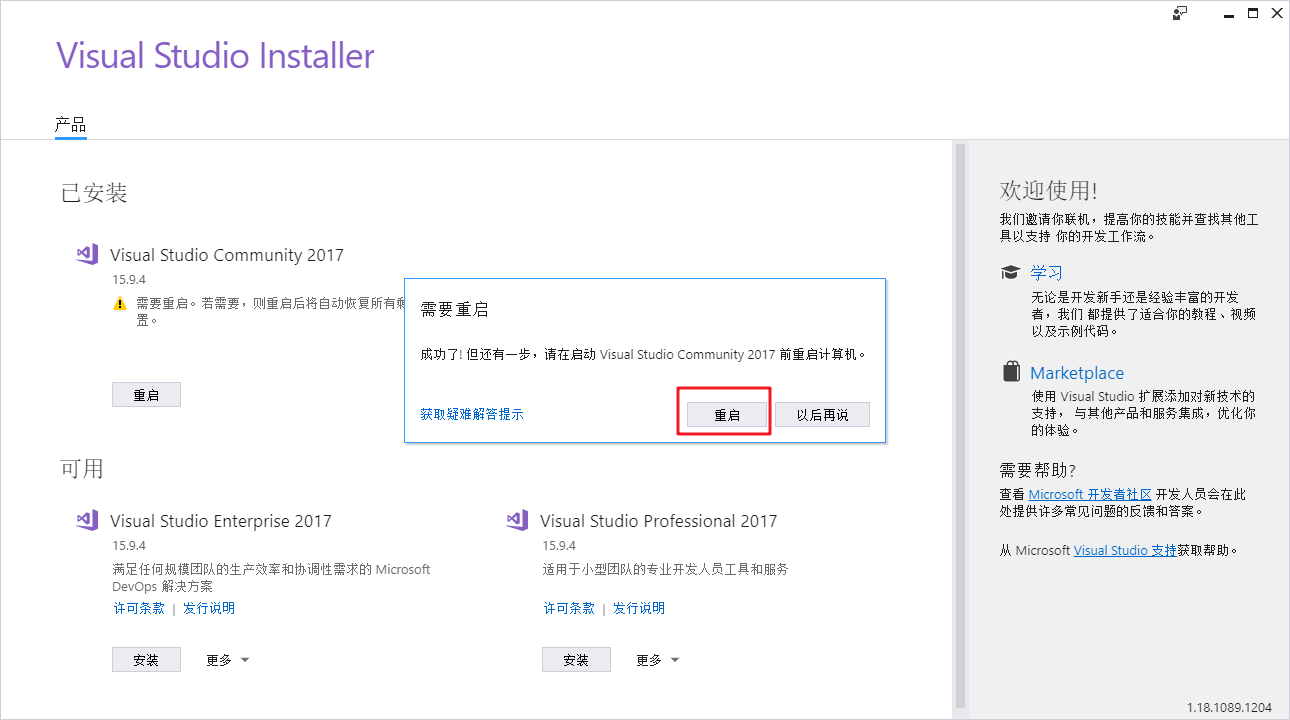 Visual Studio Installer
产品
已安装
Visual Studio Community 2017
15.9.4
需要重启。若需要，则重启后将自动恢复所有
置。
重启
需要重启
成功了! 但还有一步，请在启动 Visual Studio Community 2017 前重启计算机。
获取疑难解答提示
重启
以后再说
可用
Visual Studio Enterprise 2017
15.9.4
满足任何规模团队的生产效率和协调性需求的 Microsoft
DevOps 解决方案
许可条款 | 发行说明
安装
更多
Visual Studio Professional 2017
15.9.4
适用于小型团队的专业开发人员工具和服务
许可条款 | 发行说明
安装
更多
欢迎使用!
我们邀请你联机，提高你的技能并查找其他工
具以支持 你的开发工作流。
学习
无论是开发新手还是经验丰富的开发
者，我们 都提供了适合你的教程、视频
以及示例代码。
Marketplace
使用 Visual Studio 扩展添加对新技术的
支持， 与其他产品和服务集成，优化你
的体验。
需要帮助?
查看 Microsoft 开发者社区 开发人员会在此
处提供许多常见问题的反馈和答案。
从 Microsoft Visual Studio 支持获取帮助。
1.18.1089.1204